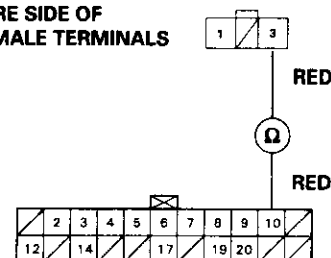 RE SIDE OF
MALE TERMINALS
1 3
RED
Ω
RED
2 3 4 5 6 7 8 9 10
12 14 17 19 20